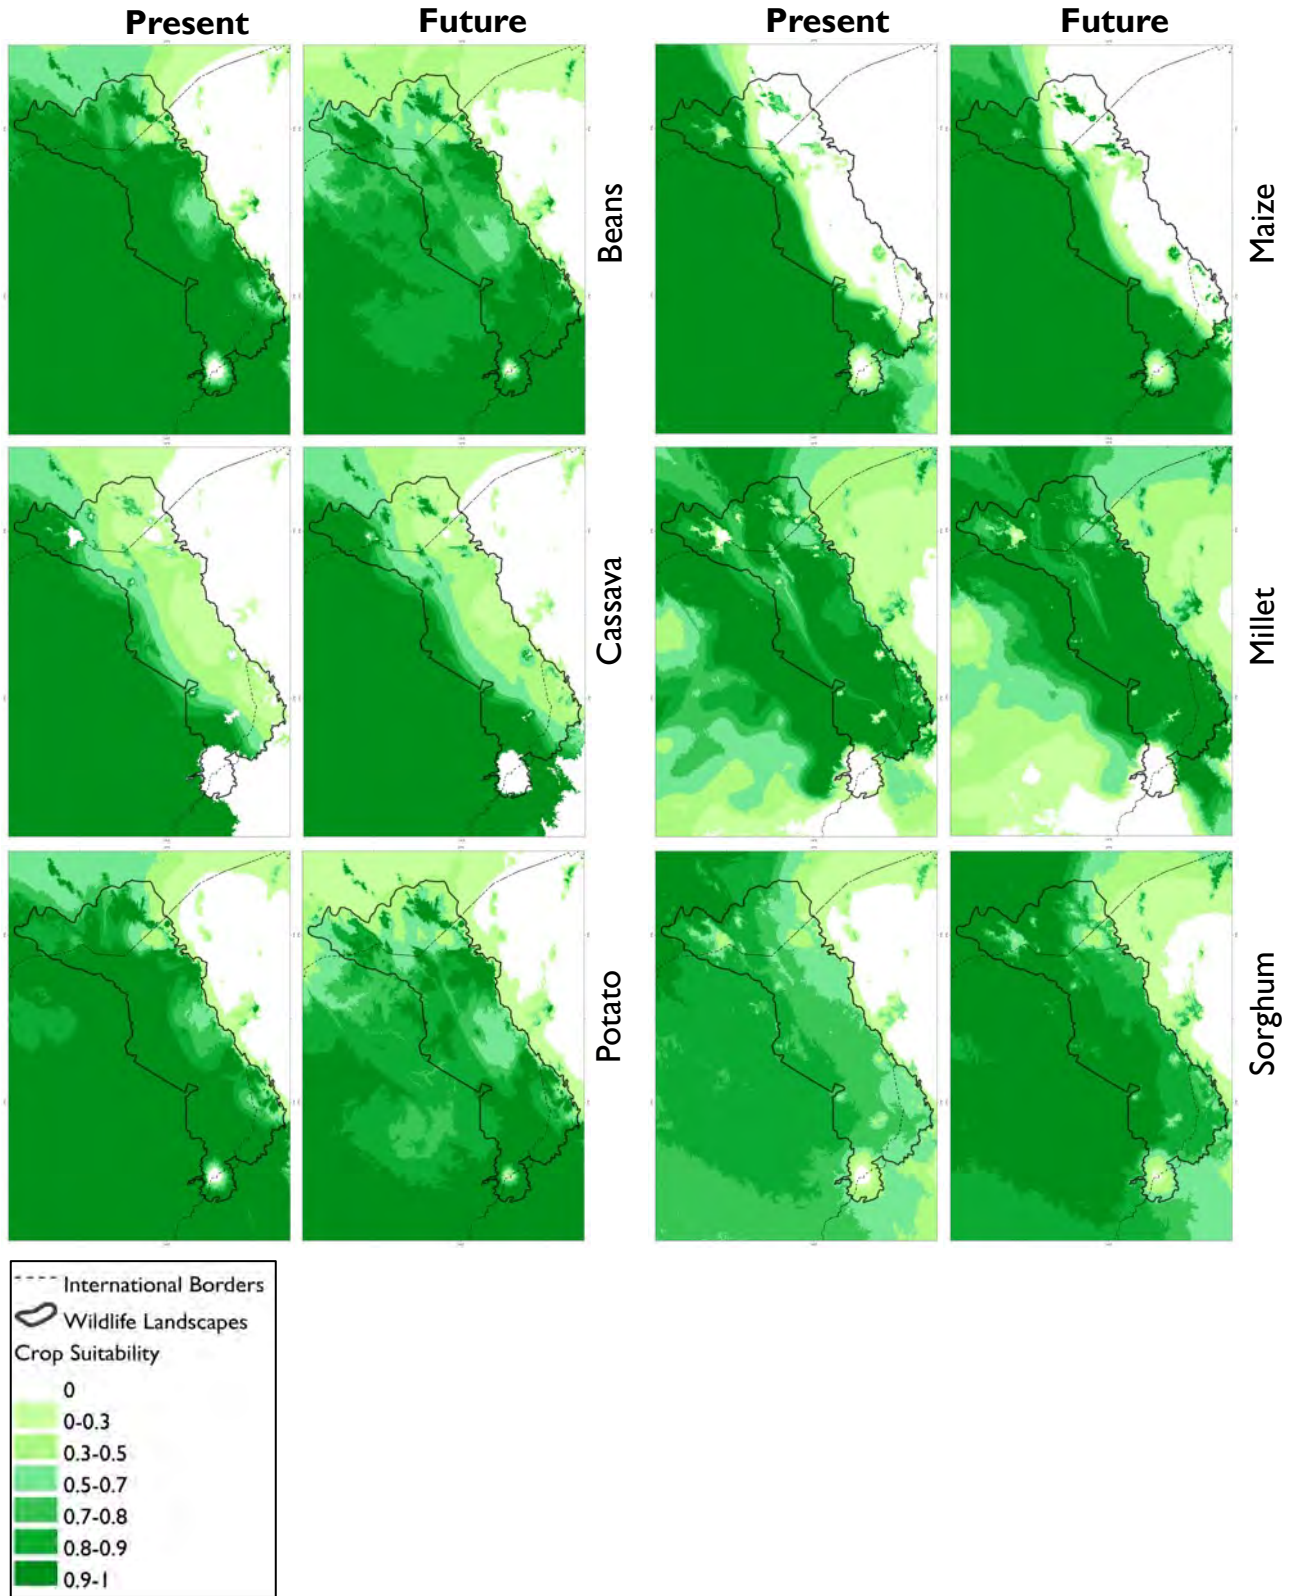 Present
Future
Present
Future
Beans
Maize
Cassava
Millet
Potato
Sorghum
International Borders
Wildlife Landscapes
Crop Suitability
0
0-0.3
0.3-0.5
0.5-0.7
0.7-0.8
0.8-0.9
0.9-1